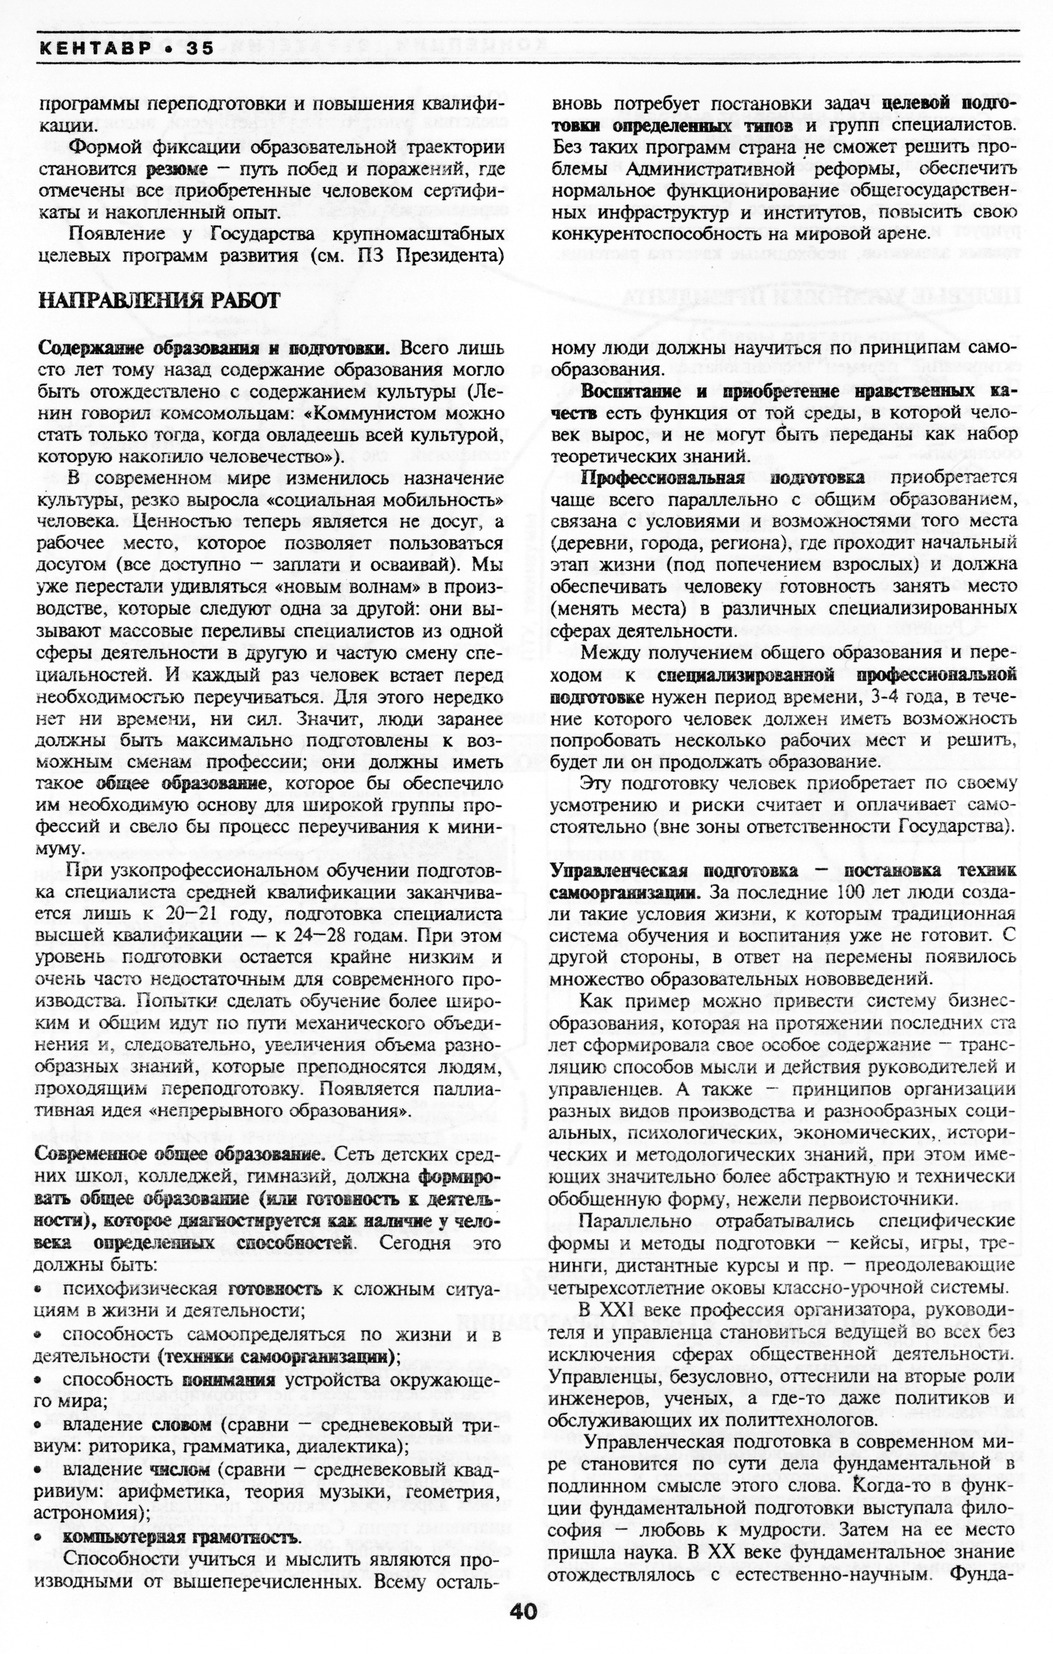 КЕНТАВР • 35
программы переподготовки и повышения квалифи-
кации.
Формой фиксации образовательной траектории
становится резюме — путь побед и поражений, где
отмечены все приобретенные человеком сертифи-
каты и накопленный опыт.
Появление у Государства крупномасштабных
целевых программ развития (см. ПЗ Президента)
вновь потребует постановки задач целевой подго-
товки определенных типов и групп специалистов.
Без таких программ страна не сможет решить про-
блемы Административной реформы, обеспечить
нормальное функционирование общегосударствен-
ных инфраструктур и институтов, повысить свою
конкурентоспособность на мировой арене.
НАПРАВЛЕНИЯ РАБОТ
Содержание образования и подготовки. Всего лишь
сто лет тому назад содержание образования могло
быть отождествлено с содержанием культуры (Ле-
нин говорил комсомольцам: «Коммунистом можно
стать только тогда, когда овладеешь всей культурой,
которую накопило человечество»).
В современном мире изменилось назначение
культуры, резко выросла «социальная мобильность»
человека. Ценностью теперь является не досуг, а
рабочее место, которое позволяет пользоваться
досугом (все доступно — заплати и осваивай). Мы
уже перестали удивляться «новым волнам» в произ-
водстве, которые следуют одна за другой: они вы-
зывают массовые переливы специалистов из одной
сферы деятельности в другую и частую смену спе-
циальностей. И каждый раз человек встает перед
необходимостью переучиваться. Для этого нередко
нет ни времени, ни сил. Значит, люди заранее
должны быть максимально подготовлены к воз-
можным сменам профессии; они должны иметь
такое общее образование, которое бы обеспечило
им необходимую основу для широкой группы про-
фессий и свело бы процесс переучивания к мини-
муму.
При узкопрофессиональном обучении подготов-
ка специалиста средней квалификации заканчива-
ется лишь к 20—21 году, подготовка специалиста
высшей квалификации — к 24—28 годам. При этом
уровень подготовки остается крайне низким и
очень часто недостаточным для современного про-
изводства. Попытки сделать обучение более широ-
ким и общим идут по пути механического объеди-
нения и, следовательно, увеличения объема разно-
образных знаний, которые преподносятся людям,
проходящим переподготовку. Появляется паллиа-
тивная идея «непрерывного образования».
Современное общее образование. Сеть детских сред-
них школ, колледжей, гимназий, должна формиро-
вать общее образование (или готовность к деятель-
ности), которое диагностируется как наличие у чело-
века определенных способностей. Сегодня это
должны быть:
• психофизическая готовность к сложным ситуа-
циям в жизни и деятельности;
• способность самоопределяться по жизни и в
деятельности (техники самоорганизации);
• способность понимания устройства окружающе-
го мира;
• владение словом (сравни — средневековый три-
виум: риторика, грамматика, диалектика);
• владение числом (сравни — средневековый квад-
ривиум: арифметика, теория музыки, геометрия,
астрономия);
• компьютерная грамотность.
Способности учиться и мыслить являются про-
изводными от вышеперечисленных. Всему осталь-
ному люди должны научиться по принципам само-
образования.
Воспитание и приобретение нравственных ка-
честв есть функция от той среды, в которой чело-
век вырос, и не могут быть переданы как набор
теоретических знаний.
Профессиональная подготовка приобретается
чаще всего параллельно с общим образованием,
связана с условиями и возможностями того места
(деревни, города, региона), где проходит начальный
этап жизни (под попечением взрослых) и должна
обеспечивать человеку готовность занять место
(менять места) в различных специализированных
сферах деятельности.
Между получением общего образования и пере-
ходом к специализированной профессиональной
подготовке нужен период времени, 3-4 года, в тече-
ние которого человек должен иметь возможность
попробовать несколько рабочих мест и решить,
будет ли он продолжать образование.
Эту подготовку человек приобретает по своему
усмотрению и риски считает и оплачивает само-
стоятельно (вне зоны ответственности Государства).
Управленческая подготовка — постановка техник
самоорганизации. За последние 100 лет люди созда-
ли такие условия жизни, к которым традиционная
система обучения и воспитания уже не готовит. С
другой стороны, в ответ на перемены появилось
множество образовательных нововведений.
Как пример можно привести систему бизнес-
образования, которая на протяжении последних ста
лет сформировала свое особое содержание — транс-
ляцию способов мысли и действия руководителей и
управленцев. А также — принципов организации
разных видов производства и разнообразных соци-
альных, психологических, экономических, истори-
ческих и методологических знаний, при этом име-
ющих значительно более абстрактную и технически
обобщенную форму, нежели первоисточники.
Параллельно отрабатывались специфические
формы и методы подготовки — кейсы, игры, тре-
нинги, дистантные курсы и пр. — преодолевающие
четырехсотлетние оковы классно-урочной системы.
В XXI веке профессия организатора, руководи-
теля и управленца становиться ведущей во всех без
исключения сферах общественной деятельности.
Управленцы, безусловно, оттеснили на вторые роли
инженеров, ученых, а где-то даже политиков и
обслуживающих их политтехнологов.
Управленческая подготовка в современном ми-
ре становится по сути дела фундаментальной в
подлинном смысле этого слова. Когда-то в функ-
ции фундаментальной подготовки выступала фило-
софия — любовь к мудрости. Затем на ее место
пришла наука. В XX веке фундаментальное знание
отождествлялось с естественно-научным. Фунда-
40